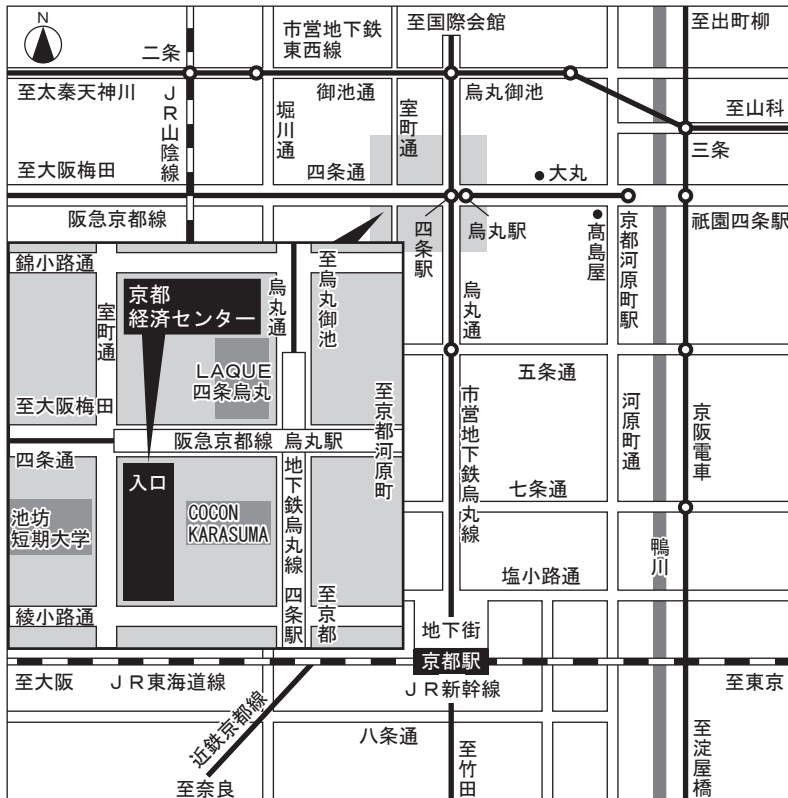 N
市営地下鉄
東西線
至国際会館
至出町柳
二条
至太秦天神川
ＪＲ山陰線
堀川通
御池通
室町通
烏丸御池
至山科
三条
至大阪梅田
四条通
大丸
阪急京都線
四条駅
烏丸駅
髙島屋
京都河原町駅
祇園四条駅
烏丸通
五条通
市営地下鉄烏丸線
河原町通
京阪電車
七条通
鴨川
塩小路通
地下街
京都駅
至大阪
ＪＲ東海道線
ＪＲ新幹線
至東京
近鉄京都線
八条通
至奈良
至竹田
至淀屋橋
錦小路通
室町通
京都
経済センター
烏丸通
至烏丸御池
LAQUE
四条烏丸
至大阪梅田
至京都河原町
阪急京都線 烏丸駅
四条通
入口
地下鉄烏丸線 四条駅
池坊
短期大学
COCON
KARASUMA
綾小路通
至京都